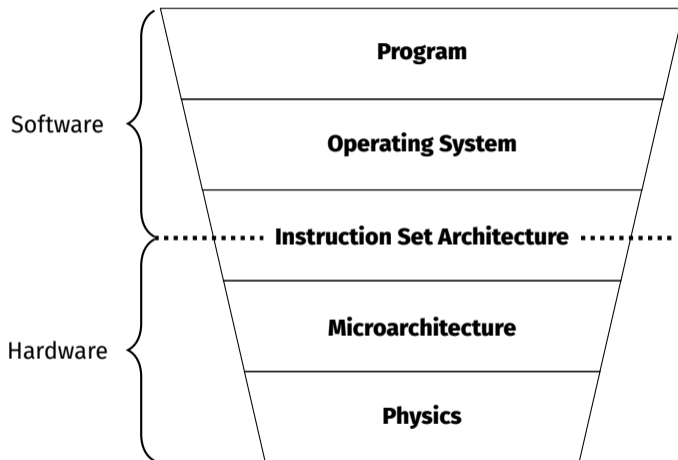 Program
Software
Operating System
Instruction Set Architecture
Microarchitecture
Hardware
Physics